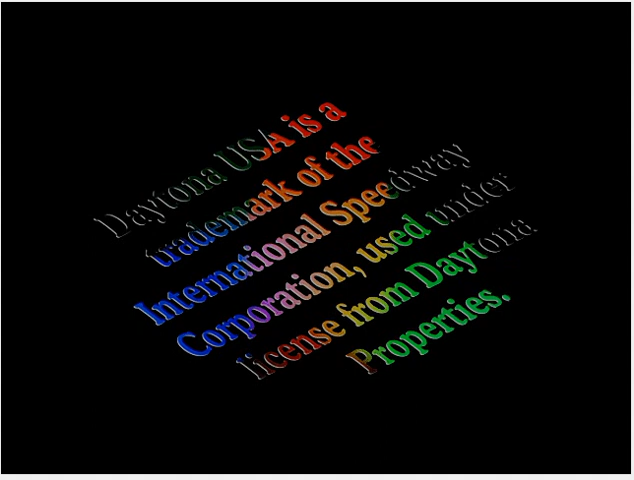 Daytona USA is a
trademark of the
International Speedway
Corporation, used under
license from Daytona
Properties.